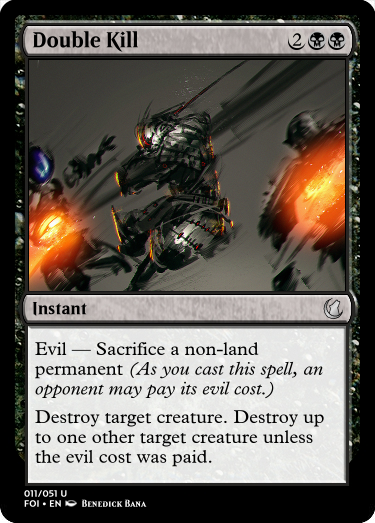 Double Kill 2
Instant
Evil — Sacrifice a non-land
permanent (As you cast this spell, an
opponent may pay its evil cost.)
Destroy target creature. Destroy up
to one other target creature unless
the evil cost was paid.
011/051 U
FOI • EN Benedick Bana